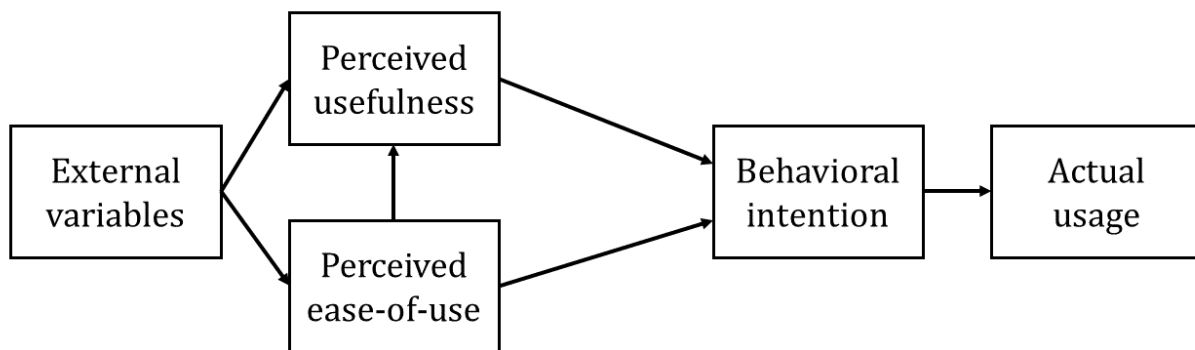 External
variables
Perceived
usefulness
Perceived
ease-of-use
Behavioral
intention
Actual
usage